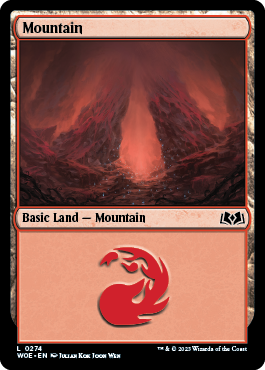 Mountain
Basic Land — Mountain
L 0274
WOE • EN Julian Kok Joon Wen
™ & © 2023 Wizards of the Coast